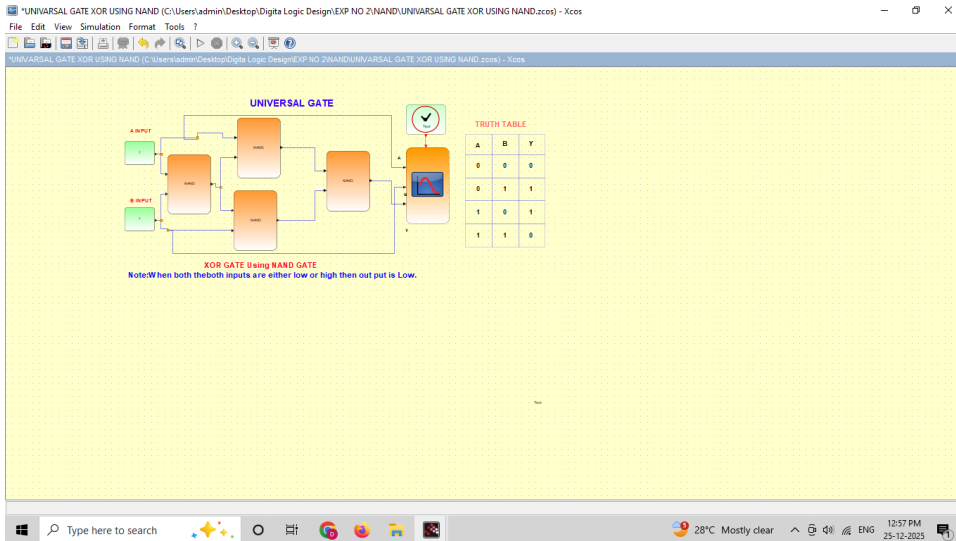 *UNIVARSAL GATE XOR USING NAND (C:\Users\admin\Desktop\Digita Logic Design\EXP NO 2\NAND\UNIVARSAL GATE XOR USING NAND.zcos) - Xcos
File Edit View Simulation Format Tools ?
*UNIVARSAL GATE XOR USING NAND (C:\Users\admin\Desktop\Digita Logic Design\EXP NO 2\NAND\UNIVARSAL GATE XOR USING NAND.zcos) - Xcos
UNIVERSAL GATE
A INPUT
NAND
NAND
NAND
B INPUT
NAND
A
B
Y
TRUTH TABLE
A B Y
0 0 0
0 1 1
1 0 1
1 1 0
XOR GATE Using NAND GATE
Note:When both theboth inputs are either low or high then out put is Low.
Type here to search
28°C Mostly clear
ENG
12:57 PM
25-12-2025